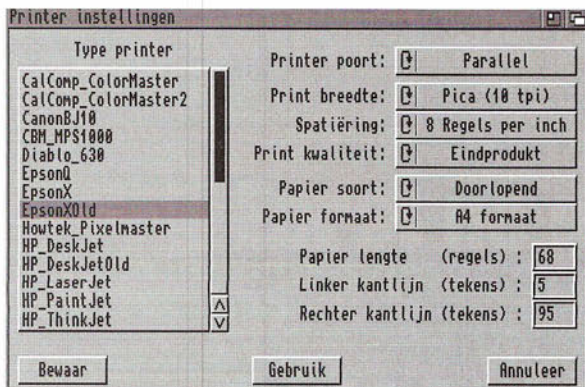 Printer instellingen
Type printer
CalComp_ColorMaster
CalComp_ColorMaster2
CanonBJ10
CBM_MPS1000
Diablo_630
EpsonQ
EpsonX
EpsonXOld
Howtek_Pixelmaster
HP_DeskJet
HP_DeskJetOld
HP_LaserJet
HP_PaintJet
HP_ThinkJet
Printer poort: Parallel
Print breedte: Pica (10 tpi)
Spatiëring: 8 Regels per inch
Print kwaliteit: Eindprodukt
Papier soort: Doorlopend
Papier formaat: A4 formaat
Papier lengte (regels) : 68
Linker kantlijn (tekens) : 5
Rechter kantlijn (tekens) : 95
Bewaar Gebruik Annuleer